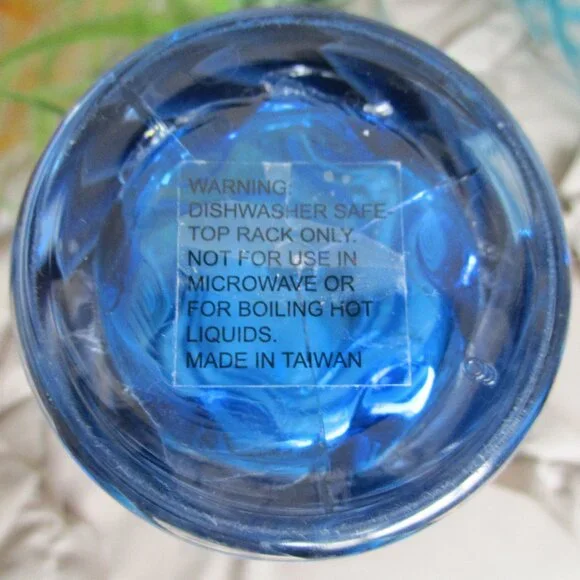 WARNING:
DISHWASHER SAFE-
TOP RACK ONLY.
NOT FOR USE IN
MICROWAVE OR
FOR BOILING HOT
LIQUIDS.
MADE IN TAIWAN